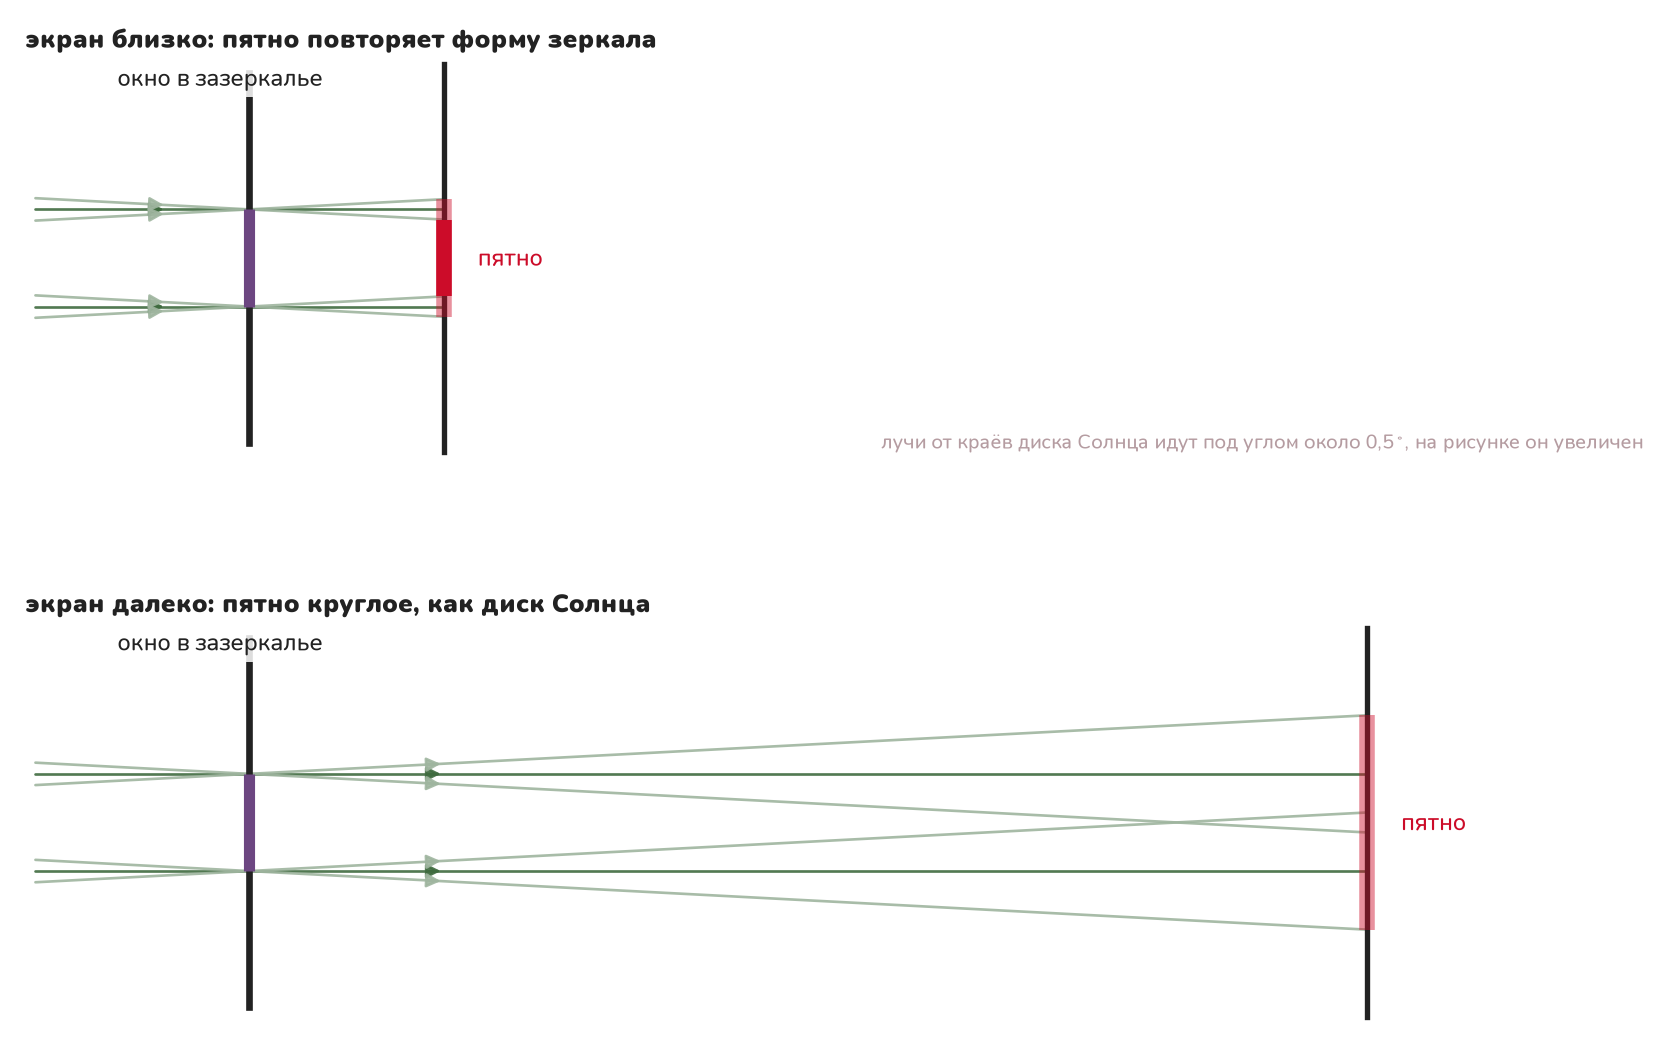 экран близко: пятно повторяет форму зеркала
окно в зазеркалье
пятно
лучи от краёв диска Солнца идут под углом около 0,5°, на рисунке он увеличен
экран далеко: пятно круглое, как диск Солнца
окно в зазеркалье
пятно